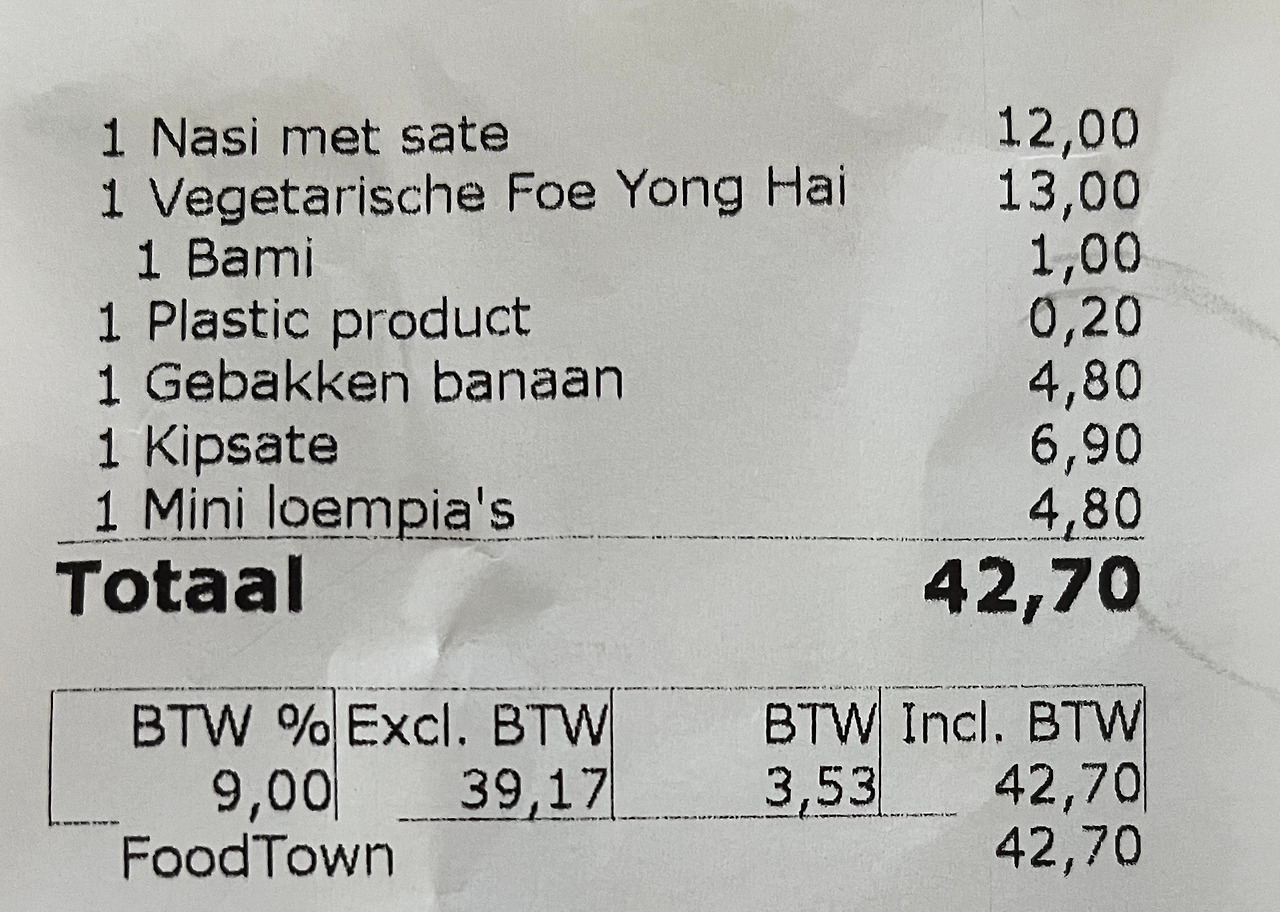 1 Nasi met sate 12,00
1 Vegetarische Foe Yong Hai 13,00
1 Bami 1,00
1 Plastic product 0,20
1 Gebakken banaan 4,80
1 Kipsate 6,90
1 Mini loempia's 4,80
Totaal 42,70
BTW % Excl. BTW BTW Incl. BTW
9,00 39,17 3,53 42,70
FoodTown 42,70